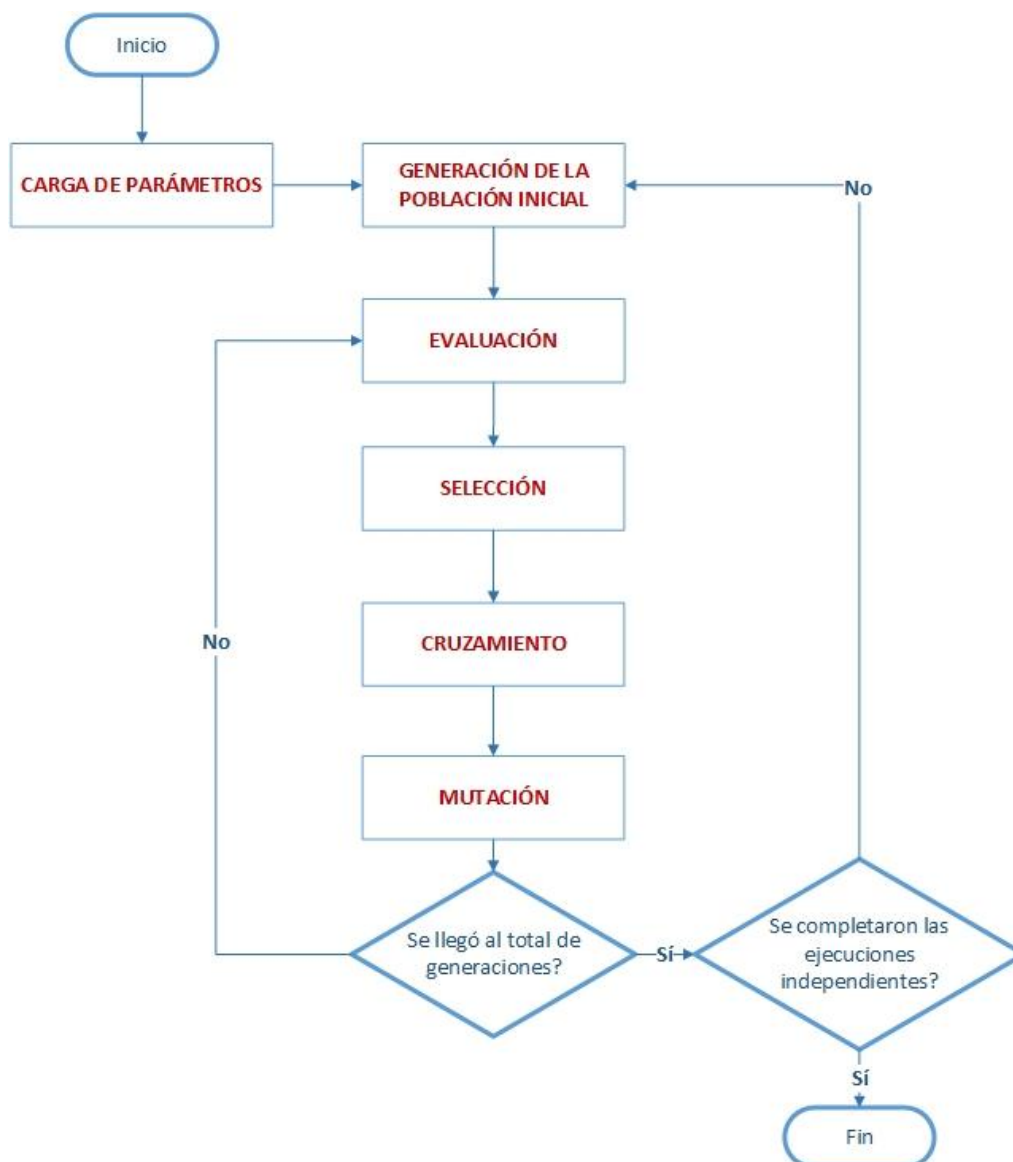 Inicio
CARGA DE PARÁMETROS
GENERACIÓN DE LA
POBLACIÓN INICIAL
No
EVALUACIÓN
SELECCIÓN
No
CRUZAMIENTO
MUTACIÓN
Se llegó al total de
generaciones?
Sí
Se completaron las
ejecuciones
independientes?
Sí
Fin